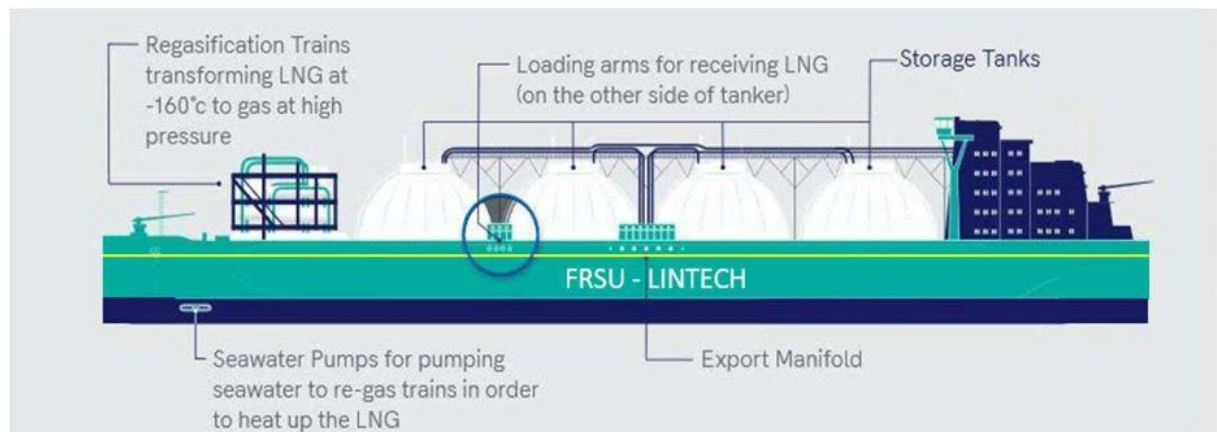 Regasification Trains
transforming LNG at
-160°c to gas at high
pressure
Loading arms for receiving LNG
(on the other side of tanker)
Storage Tanks
FRSU - LINTECH
Seawater Pumps for pumping
seawater to re-gas trains in order
to heat up the LNG
Export Manifold